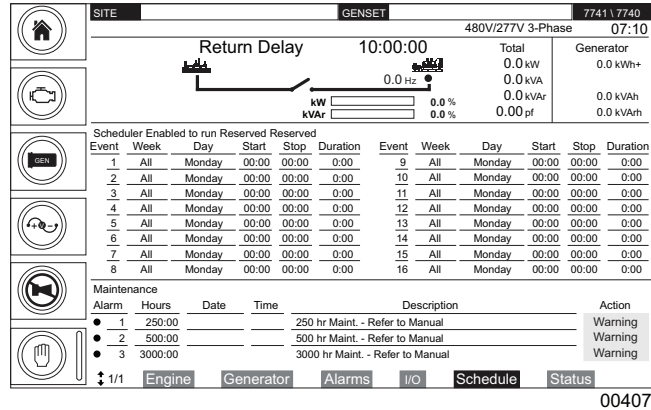 SITE GENSET 7741 \ 7740
480V/277V 3-Phase 07:10
Return Delay 10:00:00 Total Generator
0.0 kW 0.0 kWh+
0.0 Hz 0.0 kVA
0.0 kVAr 0.0 kVAh
kW 0.0 %
0.00 pf 0.0 kVArh
kVAr 0.0 %
Scheduler Enabled to run Reserved Reserved
Event Week Day Start Stop Duration Event Week Day Start Stop Duration
1 All Monday 00:00 00:00 0:00 9 All Monday 00:00 00:00 0:00
2 All Monday 00:00 00:00 0:00 10 All Monday 00:00 00:00 0:00
3 All Monday 00:00 00:00 0:00 11 All Monday 00:00 00:00 0:00
4 All Monday 00:00 00:00 0:00 12 All Monday 00:00 00:00 0:00
5 All Monday 00:00 00:00 0:00 13 All Monday 00:00 00:00 0:00
6 All Monday 00:00 00:00 0:00 14 All Monday 00:00 00:00 0:00
7 All Monday 00:00 00:00 0:00 15 All Monday 00:00 00:00 0:00
8 All Monday 00:00 00:00 0:00 16 All Monday 00:00 00:00 0:00
GEN
Maintenance
Alarm Hours Date Time Description Action
1 250:00 250 hr Maint. - Refer to Manual Warning
2 500:00 500 hr Maint. - Refer to Manual Warning
3 3000:00 3000 hr Maint. - Refer to Manual Warning
1/1 Engine Generator Alarms I/O Schedule Status
00407